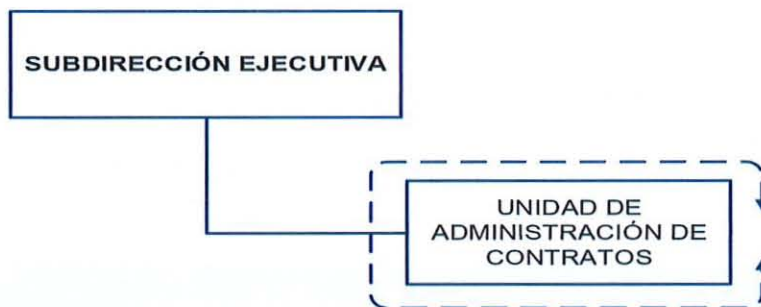 SUBDIRECCIÓN EJECUTIVA
UNIDAD DE
ADMINISTRACIÓN DE
CONTRATOS